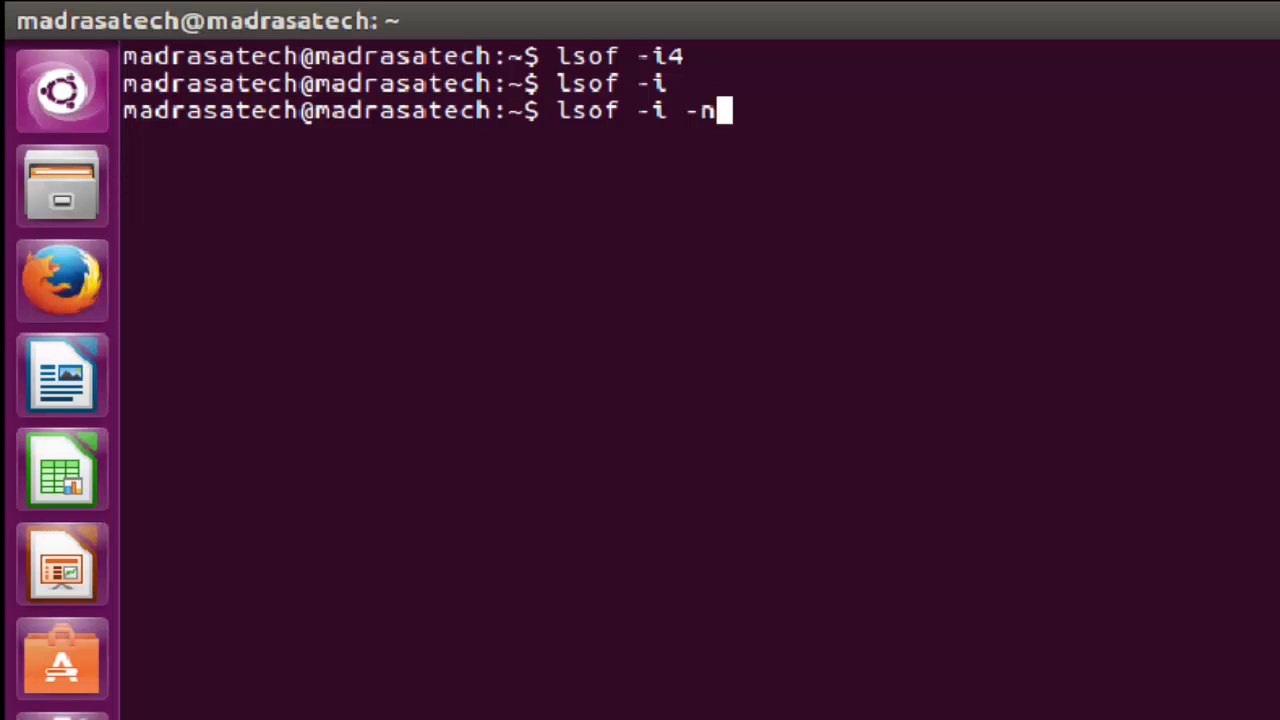 madrasatech@madrasatech: ~
madrasatech@madrasatech:~$ lsof -i4
madrasatech@madrasatech:~$ lsof -i
madrasatech@madrasatech:~$ lsof -i -n